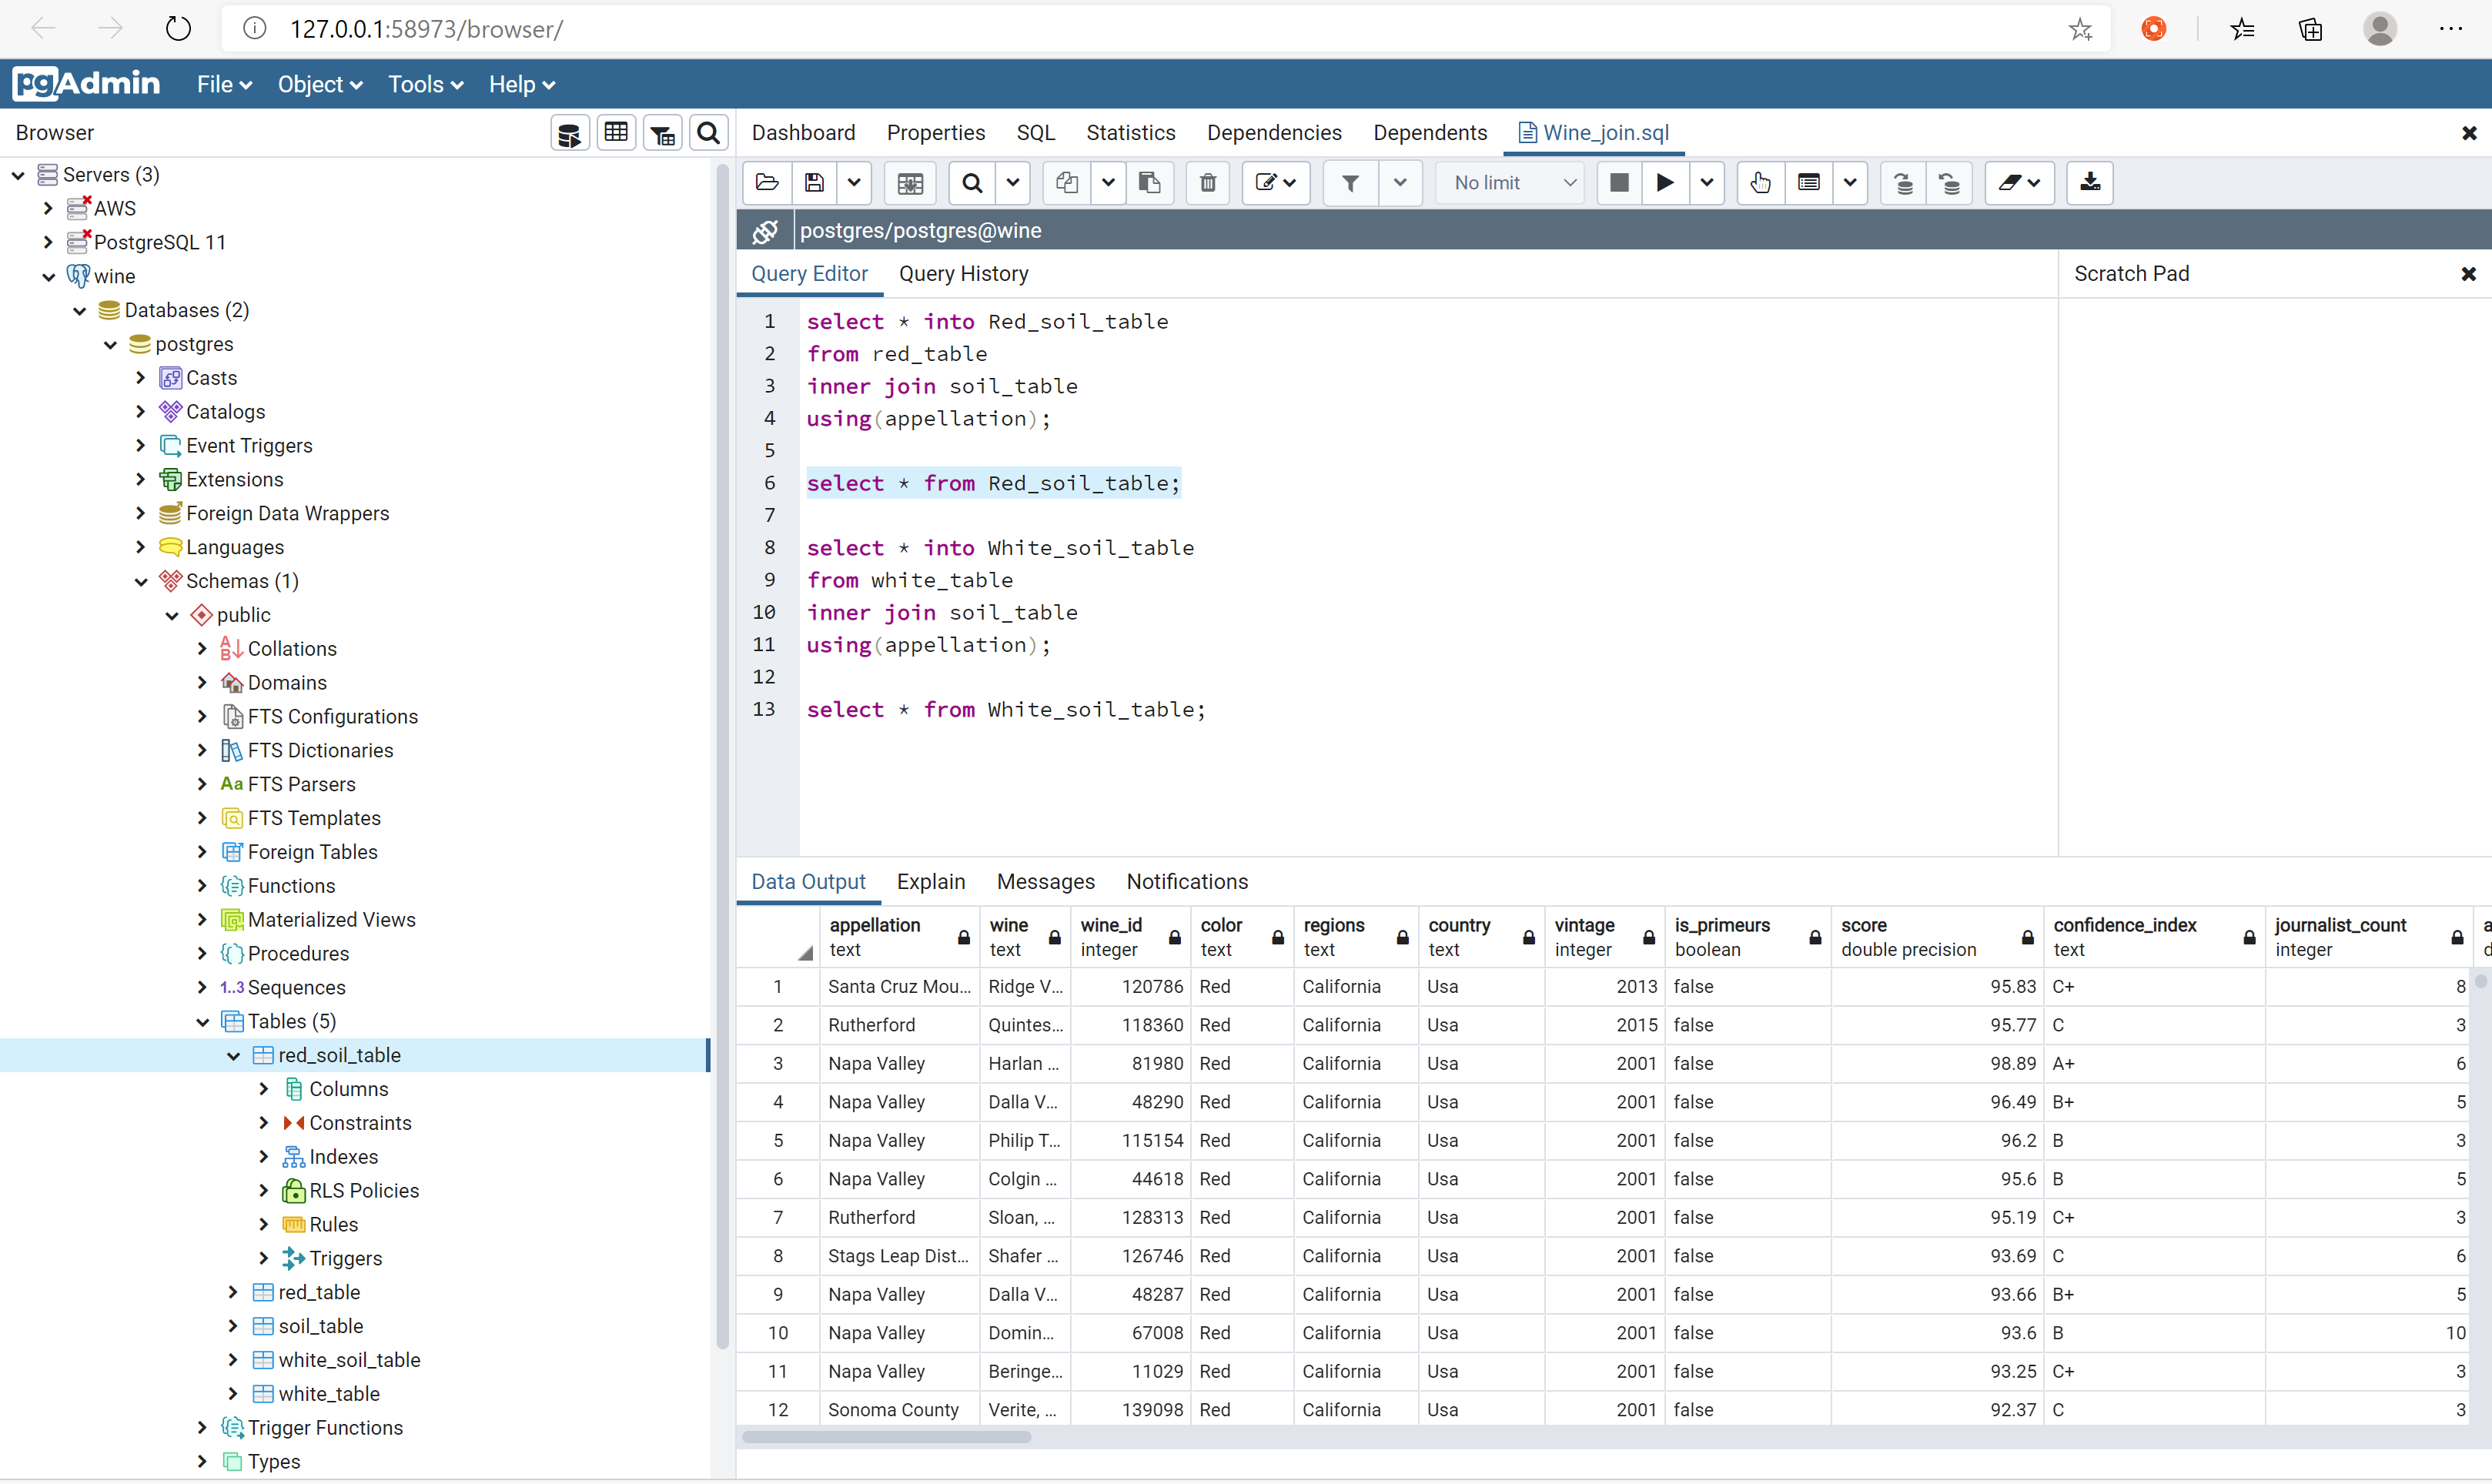 127.0.0.1:58973/browser/
pgAdmin File Object Tools Help
Browser
Servers (3)
AWS
PostgreSQL 11
wine
Databases (2)
postgres
Casts
Catalogs
Event Triggers
Extensions
Foreign Data Wrappers
Languages
Schemas (1)
public
Collations
Domains
FTS Configurations
FTS Dictionaries
Aa FTS Parsers
FTS Templates
Foreign Tables
Functions
Materialized Views
Procedures
1..3 Sequences
Tables (5)
red_soil_table
Columns
Constraints
Indexes
RLS Policies
Rules
Triggers
red_table
soil_table
white_soil_table
white_table
Trigger Functions
Types
Dashboard Properties SQL Statistics Dependencies Dependents Wine_join.sql
No limit
postgres/postgres@wine
Query Editor Query History
Scratch Pad
1 select * into Red_soil_table
2 from red_table
3 inner join soil_table
4 using(appellation);
5
6 select * from Red_soil_table;
7
8 select * into White_soil_table
9 from white_table
10 inner join soil_table
11 using(appellation);
12
13 select * from White_soil_table;
Data Output Explain Messages Notifications
appellation wine wine_id color regions country vintage is_primeurs score confidence_index journalist_count a
text text integer text text text integer boolean double precision text integer d
1 Santa Cruz Mou... Ridge V... 120786 Red California Usa 2013 false 95.83 C+ 8
2 Rutherford Quintes... 118360 Red California Usa 2015 false 95.77 C 3
3 Napa Valley Harlan ... 81980 Red California Usa 2001 false 98.89 A+ 6
4 Napa Valley Dalla V... 48290 Red California Usa 2001 false 96.49 B+ 5
5 Napa Valley Philip T... 115154 Red California Usa 2001 false 96.2 B 3
6 Napa Valley Colgin ... 44618 Red California Usa 2001 false 95.6 B 5
7 Rutherford Sloan, ... 128313 Red California Usa 2001 false 95.19 C+ 3
8 Stags Leap Dist... Shafer ... 126746 Red California Usa 2001 false 93.69 C 6
9 Napa Valley Dalla V... 48287 Red California Usa 2001 false 93.66 B+ 5
10 Napa Valley Domin... 67008 Red California Usa 2001 false 93.6 B 10
11 Napa Valley Beringe... 11029 Red California Usa 2001 false 93.25 C+ 3
12 Sonoma County Verite, ... 139098 Red California Usa 2001 false 92.37 C 3